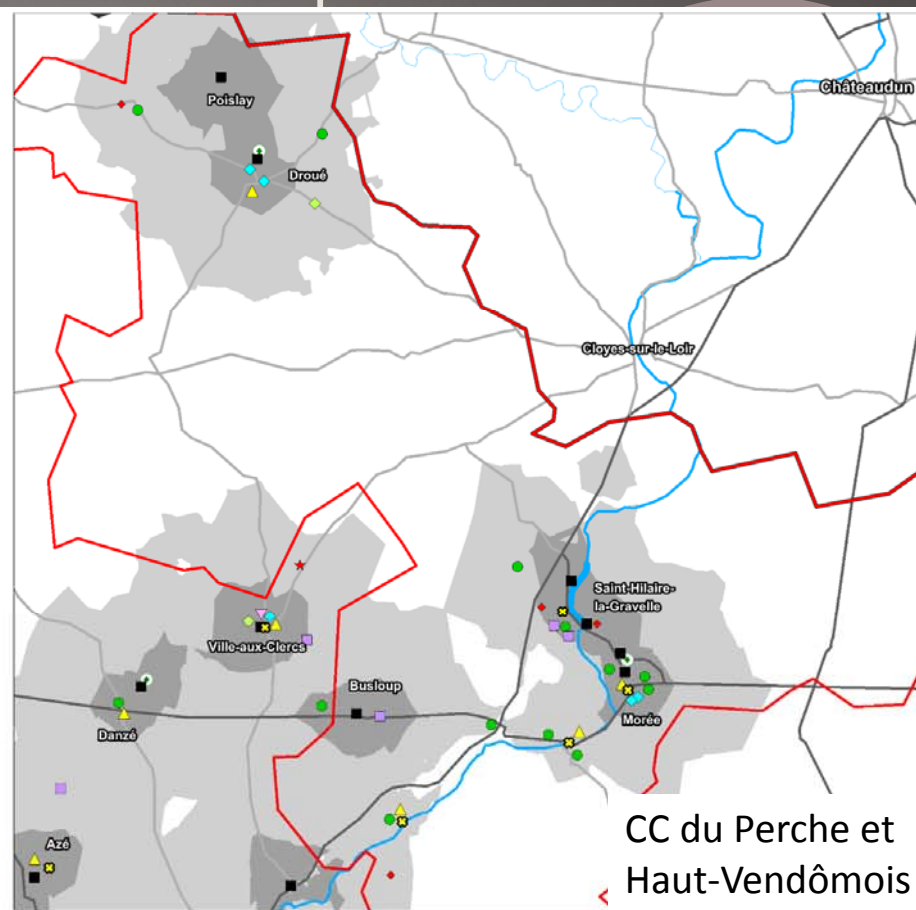 Châteaudun
Poislay
Droué
Cloyes-sur-le-Loir
Saint-Hilaire-
la-Gravelle
Ville-aux-Clercs
Busloup
Morée
Danzé
Azé
CC du Perche et
Haut-Vendômois